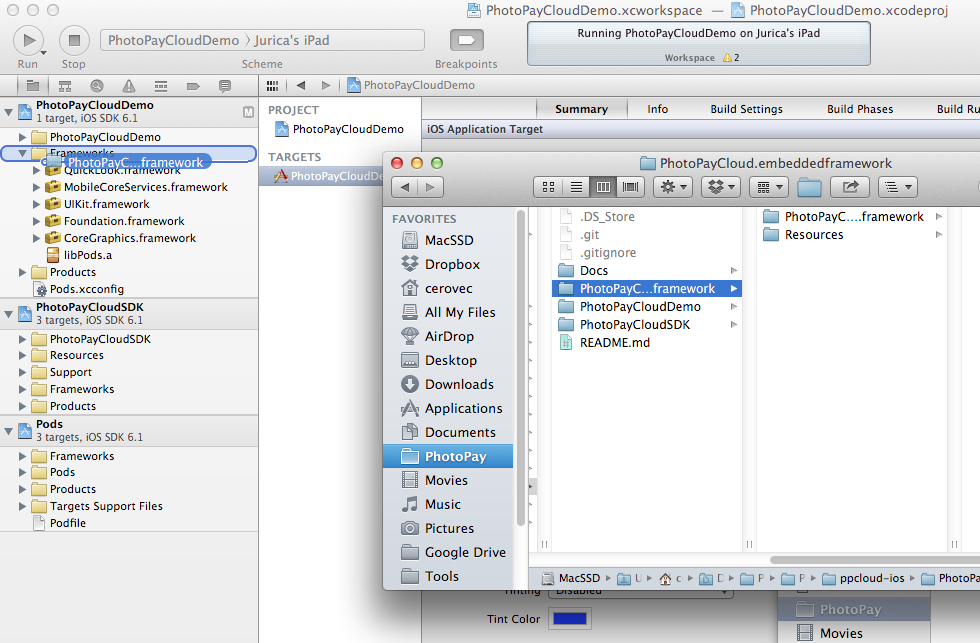 PhotoPayCloudDemo.xcworkspace — PhotoPayCloudDemo.xcodeproj
PhotoPayCloudDemo 〉 Jurica's iPad
Running PhotoPayCloudDemo on Jurica's iPad
Run Stop Scheme Breakpoints
Workspace 2
PhotoPayCloudDemo
PhotoPayCloudDemo
1 target, iOS SDK 6.1
M
PhotoPayCloudDemo
Frameworks
PhotoPayC...framework
QuickLook.framework
MobileCoreServices.framework
UIKit.framework
Foundation.framework
CoreGraphics.framework
libPods.a
Products
Pods.xcconfig
PhotoPayCloudSDK
3 targets, iOS SDK 6.1
PhotoPayCloudSDK
Resources
Support
Frameworks
Products
Pods
3 targets, iOS SDK 6.1
Frameworks
Pods
Products
Targets Support Files
Podfile
PROJECT
PhotoPayCloudDemo
TARGETS
PhotoPayCloudDe
Summary Info Build Settings Build Phases Build Ru
iOS Application Target
PhotoPayCloud.embeddedframework
FAVORITES
MacSSD
Dropbox
cerovec
All My Files
AirDrop
Desktop
Downloads
Applications
Documents
PhotoPay
Movies
Music
Pictures
Google Drive
Tools
.DS_Store
.git
.gitignore
Docs
PhotoPayC...framework
PhotoPayCloudDemo
PhotoPayCloudSDK
README.md
PhotoPayC....framework
Resources
MacSSD U c D P P ppcloud-ios PhotoPa
Tinting Disabled
Tint Color
PhotoPay
Movies